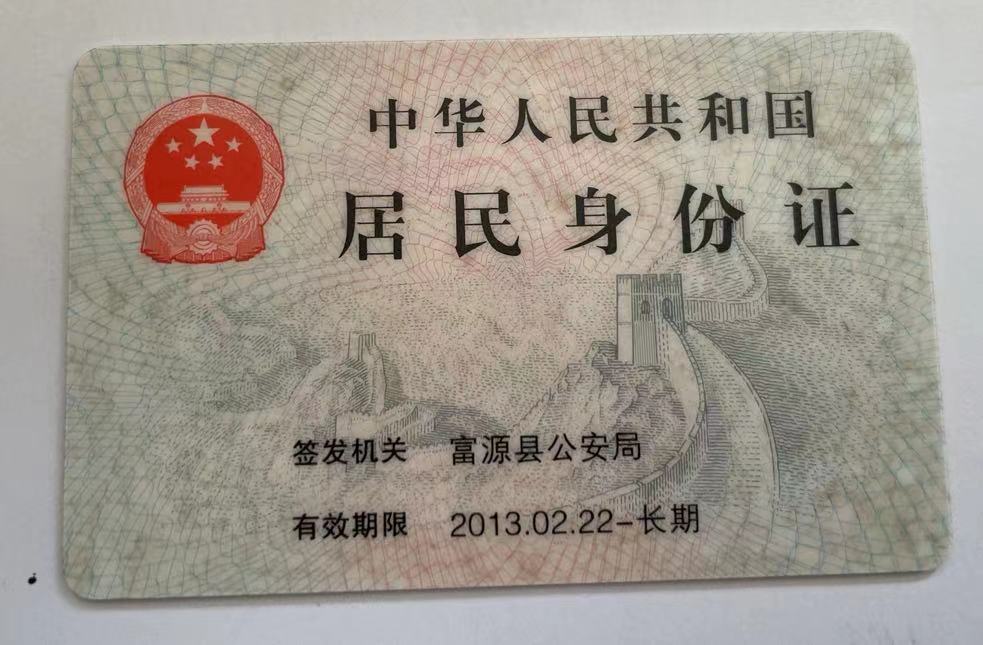 中华人民共和国
居民身份证
签发机关 富源县公安局
有效期限 2013.02.22-长期